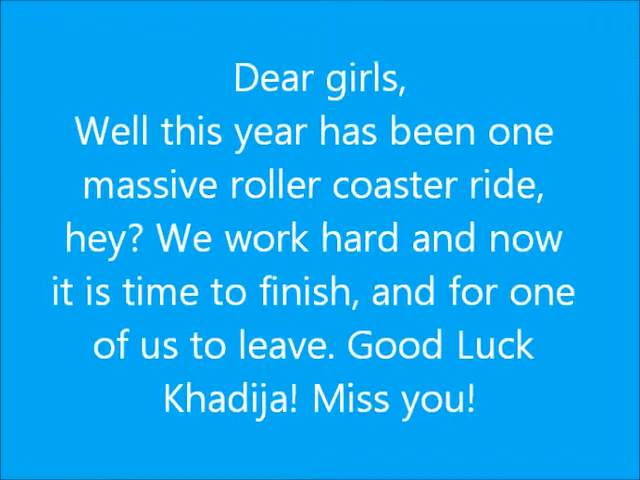 Dear girls,
Well this year has been one
massive roller coaster ride,
hey? We work hard and now
it is time to finish, and for one
of us to leave. Good Luck
Khadija! Miss you!